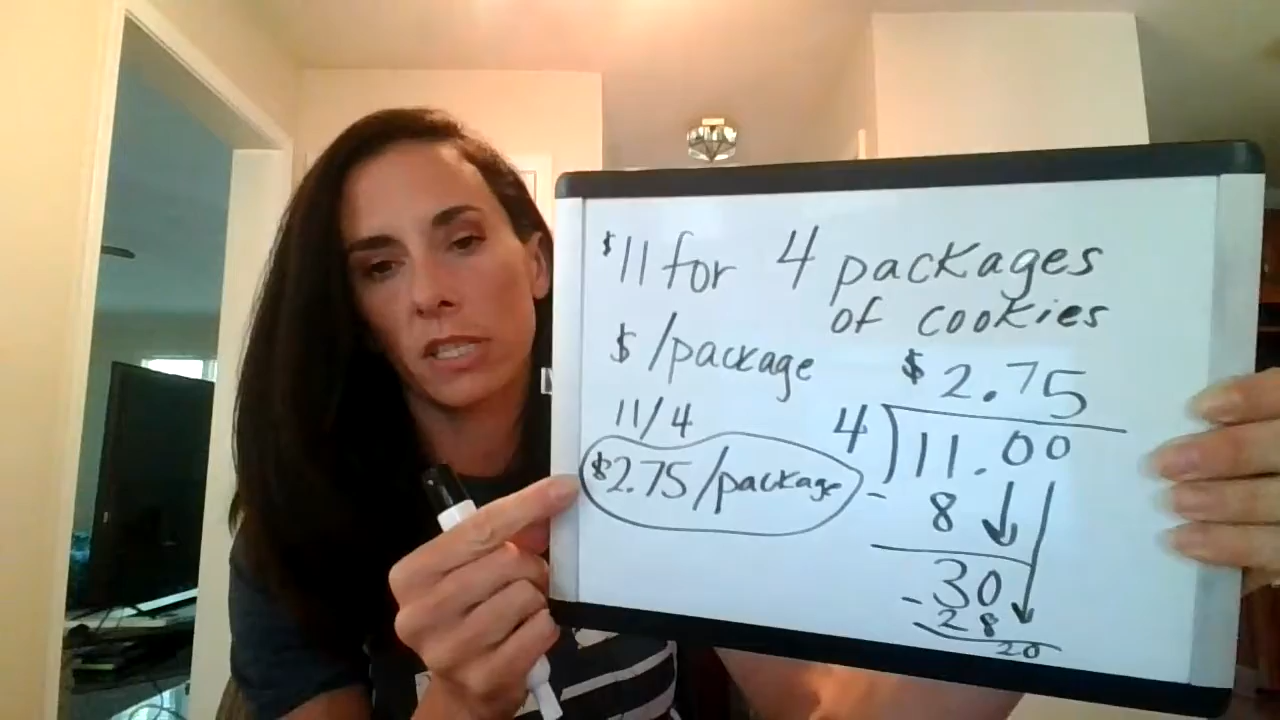 $11 for 4 packages
of cookies
$/package
11/4
$2.75/package
$2.75
4)11.00
- 8
30
- 28
20